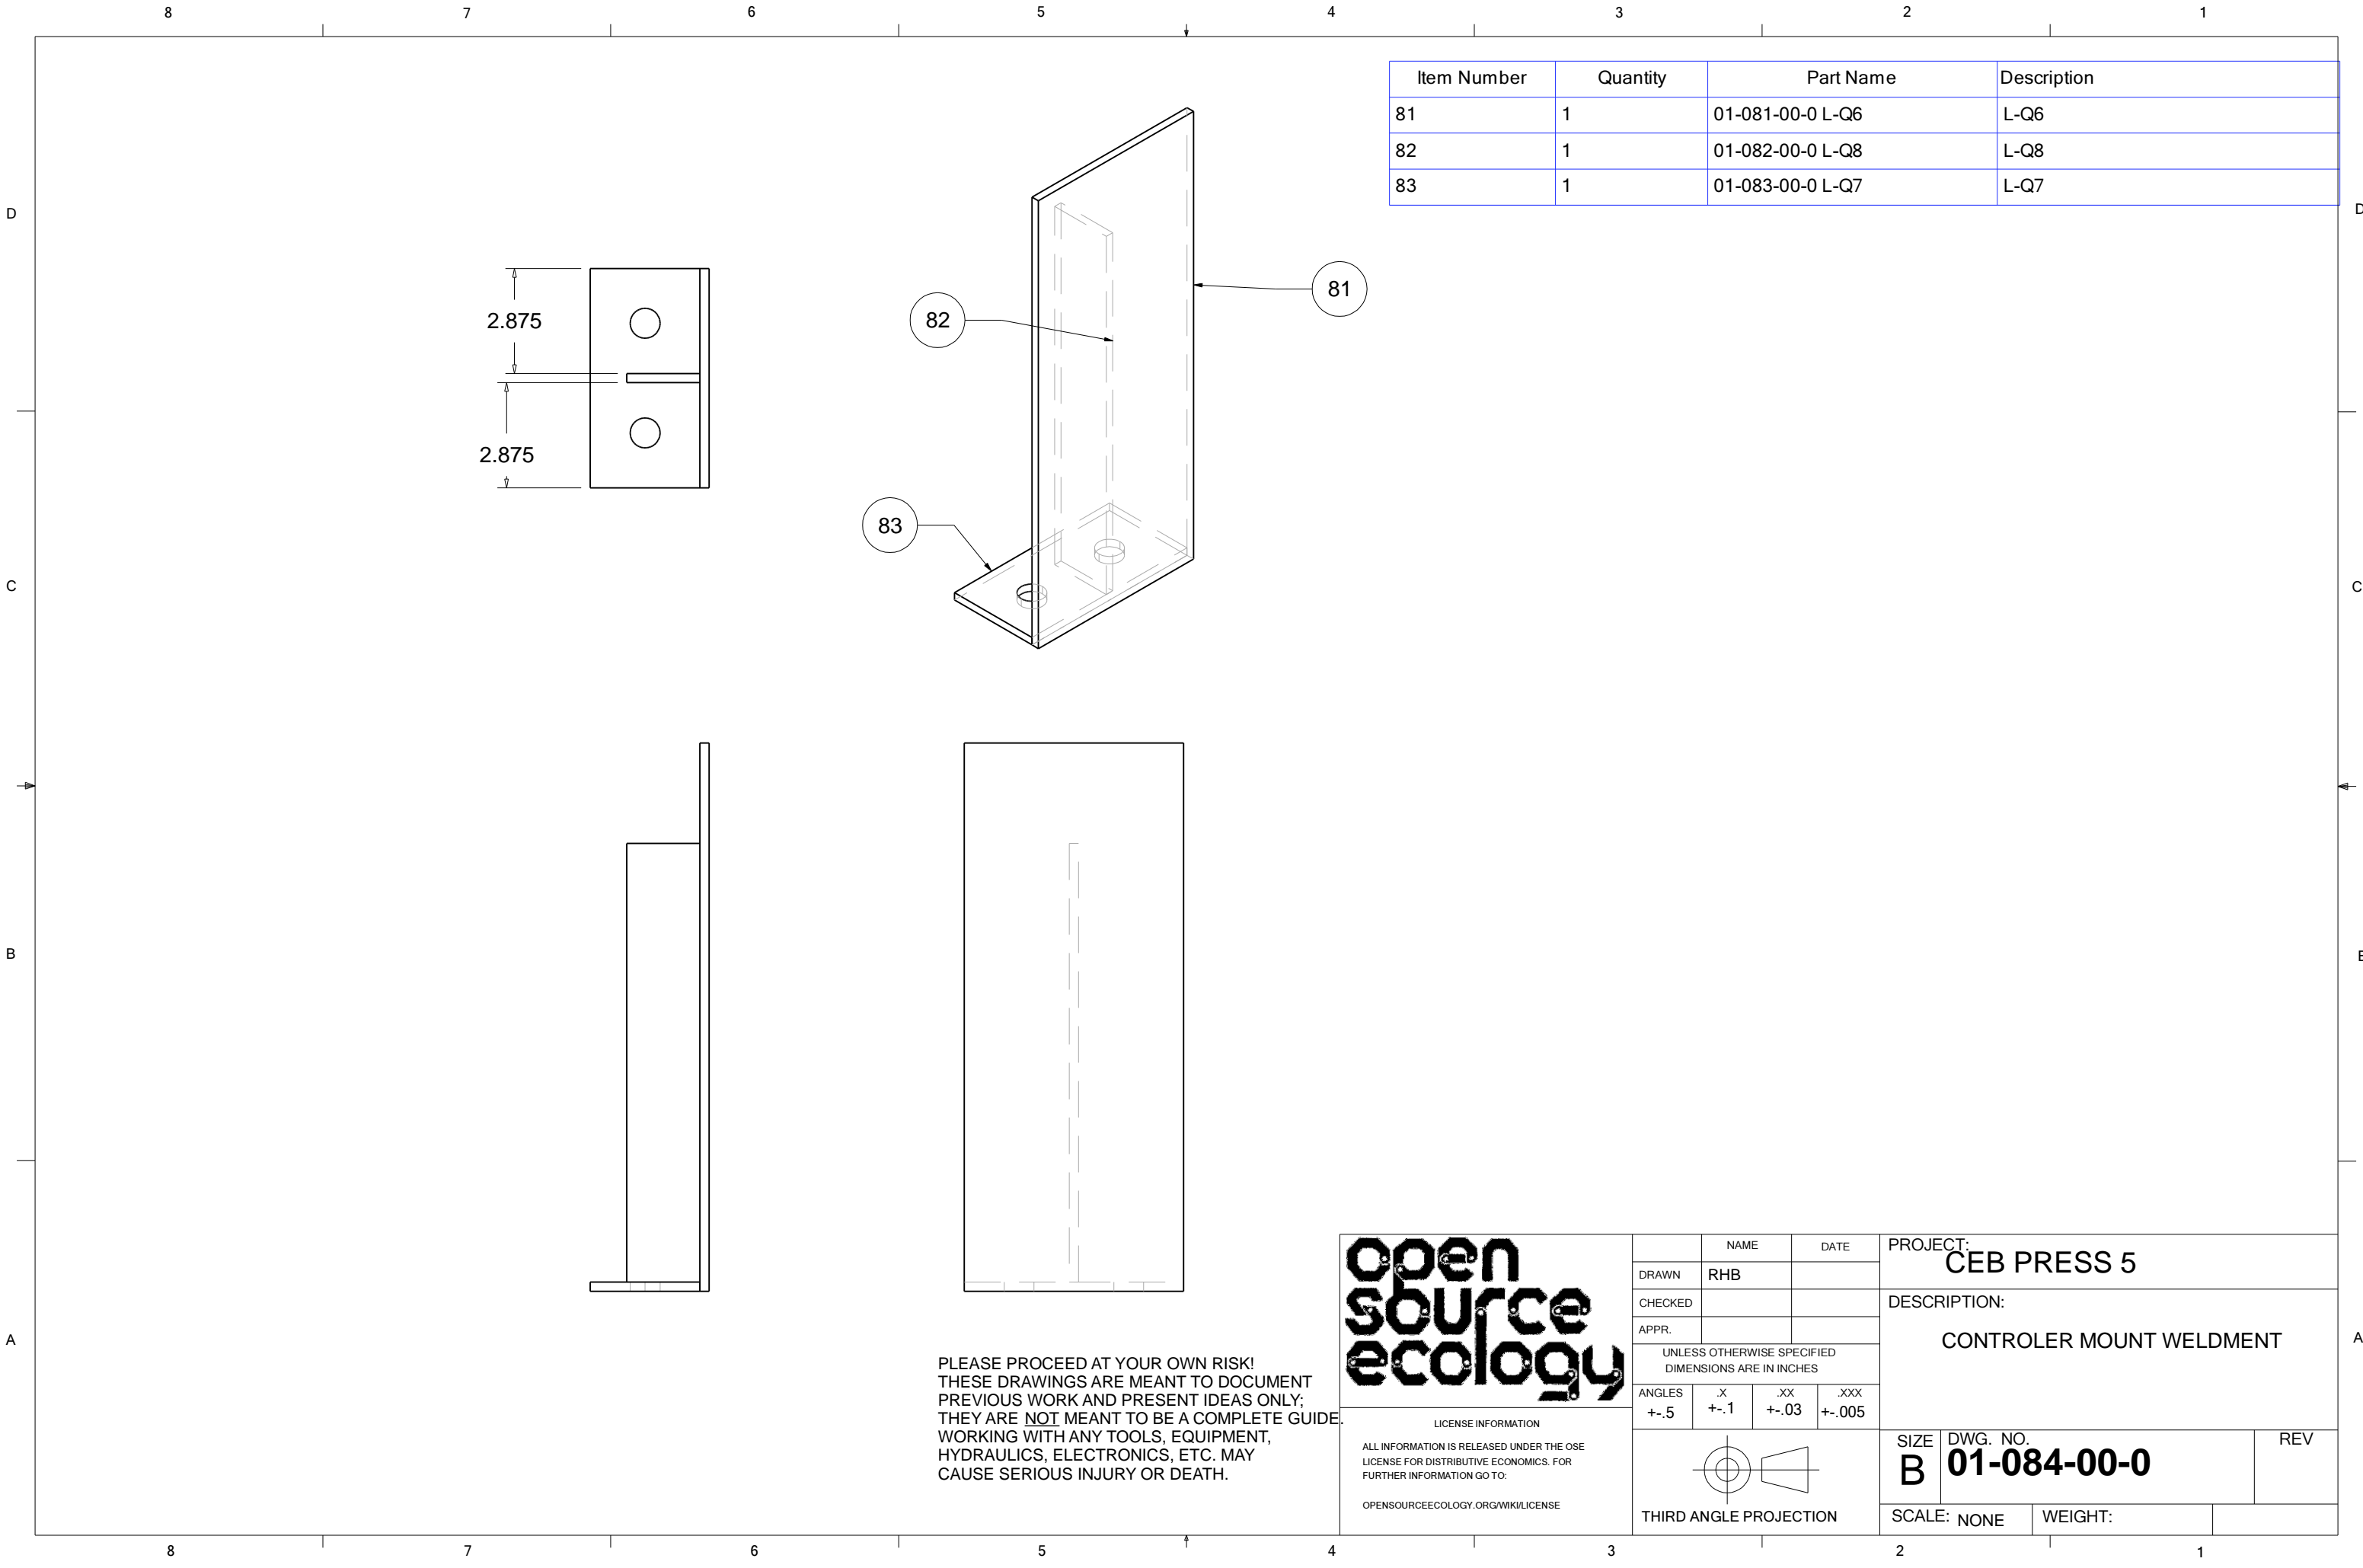 8 7 6 5 4 3 2 1
Item Number Quantity Part Name Description
81 1 01-081-00-0 L-Q6 L-Q6
82 1 01-082-00-0 L-Q8 L-Q8
83 1 01-083-00-0 L-Q7 L-Q7
D D
81
82
2.875
2.875
83
C C
B B
A A
PLEASE PROCEED AT YOUR OWN RISK!
THESE DRAWINGS ARE MEANT TO DOCUMENT
PREVIOUS WORK AND PRESENT IDEAS ONLY;
THEY ARE NOT MEANT TO BE A COMPLETE GUIDE.
WORKING WITH ANY TOOLS, EQUIPMENT,
HYDRAULICS, ELECTRONICS, ETC. MAY
CAUSE SERIOUS INJURY OR DEATH.
open
source
ecology
LICENSE INFORMATION
ALL INFORMATION IS RELEASED UNDER THE OSE
LICENSE FOR DISTRIBUTIVE ECONOMICS. FOR
FURTHER INFORMATION GO TO:
OPENSOURCEECOLOGY.ORG/WIKI/LICENSE
NAME DATE
DRAWN RHB
CHECKED
APPR.
UNLESS OTHERWISE SPECIFIED
DIMENSIONS ARE IN INCHES
ANGLES .X .XX .XXX
+-.5 +-.1 +-.03 +-.005
THIRD ANGLE PROJECTION
PROJECT:
CEB PRESS 5
DESCRIPTION:
CONTROLER MOUNT WELDMENT
SIZE DWG. NO. REV
B 01-084-00-0
SCALE: NONE WEIGHT:
8 7 6 5 4 3 2 1